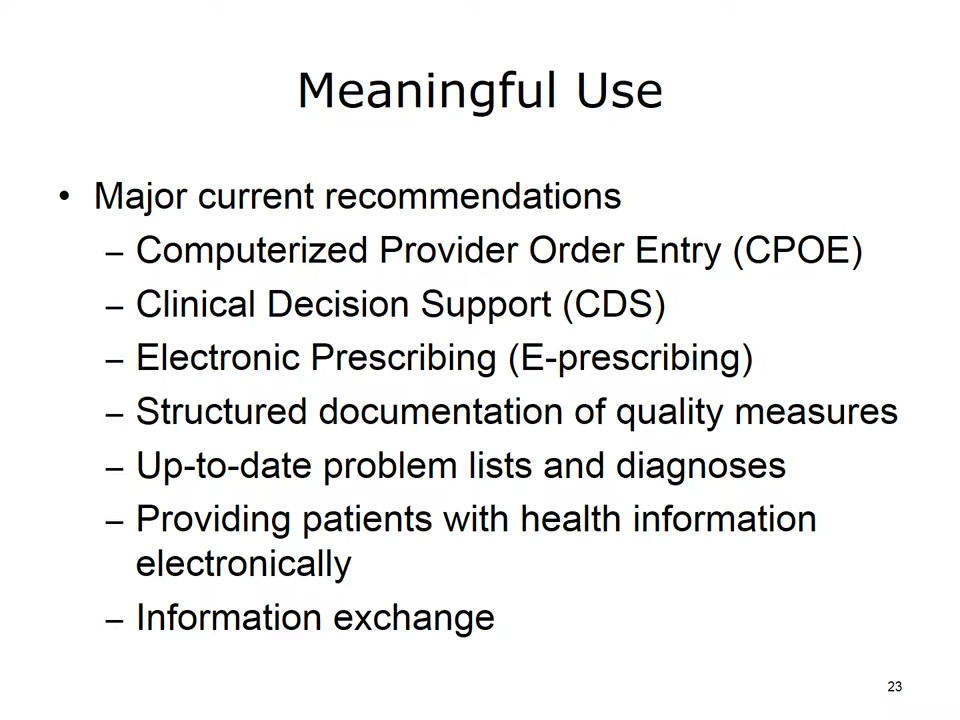 Meaningful Use
• Major current recommendations
– Computerized Provider Order Entry (CPOE)
– Clinical Decision Support (CDS)
– Electronic Prescribing (E-prescribing)
– Structured documentation of quality measures
– Up-to-date problem lists and diagnoses
– Providing patients with health information
electronically
– Information exchange
23